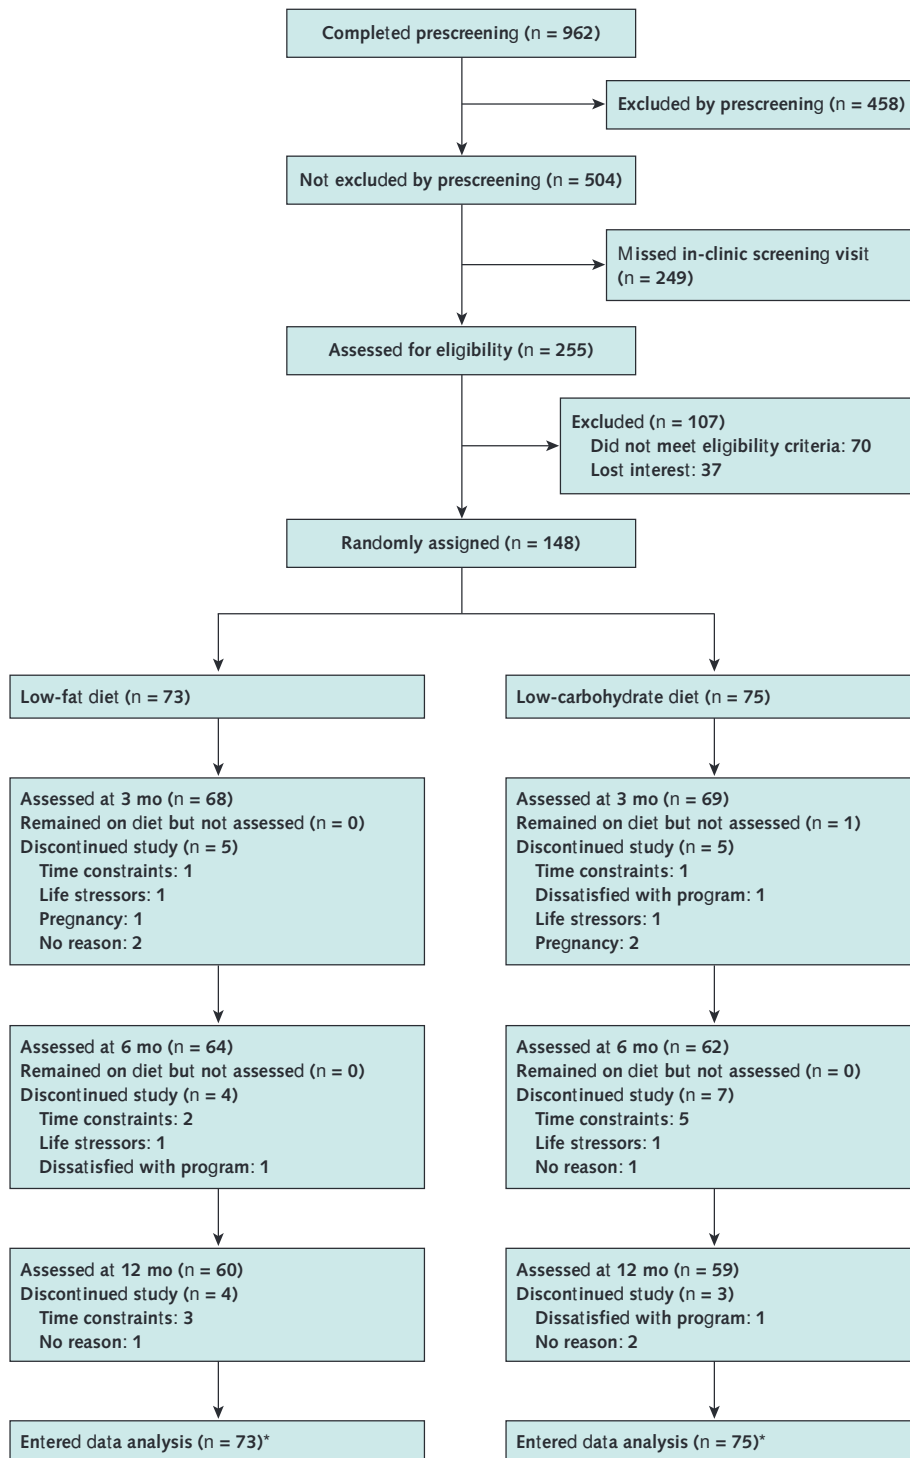 Completed prescreening (n = 962)
Excluded by prescreening (n = 458)
Not excluded by prescreening (n = 504)
Missed in-clinic screening visit
(n = 249)
Assessed for eligibility (n = 255)
Excluded (n = 107)
Did not meet eligibility criteria: 70
Lost interest: 37
Randomly assigned (n = 148)
Low-fat diet (n = 73)
Assessed at 3 mo (n = 68)
Remained on diet but not assessed (n = 0)
Discontinued study (n = 5)
Time constraints: 1
Life stressors: 1
Pregnancy: 1
No reason: 2
Assessed at 6 mo (n = 64)
Remained on diet but not assessed (n = 0)
Discontinued study (n = 4)
Time constraints: 2
Life stressors: 1
Dissatisfied with program: 1
Assessed at 12 mo (n = 60)
Discontinued study (n = 4)
Time constraints: 3
No reason: 1
Entered data analysis (n = 73)*
Low-carbohydrate diet (n = 75)
Assessed at 3 mo (n = 69)
Remained on diet but not assessed (n = 1)
Discontinued study (n = 5)
Time constraints: 1
Dissatisfied with program: 1
Life stressors: 1
Pregnancy: 2
Assessed at 6 mo (n = 62)
Remained on diet but not assessed (n = 0)
Discontinued study (n = 7)
Time constraints: 5
Life stressors: 1
No reason: 1
Assessed at 12 mo (n = 59)
Discontinued study (n = 3)
Dissatisfied with program: 1
No reason: 2
Entered data analysis (n = 75)*